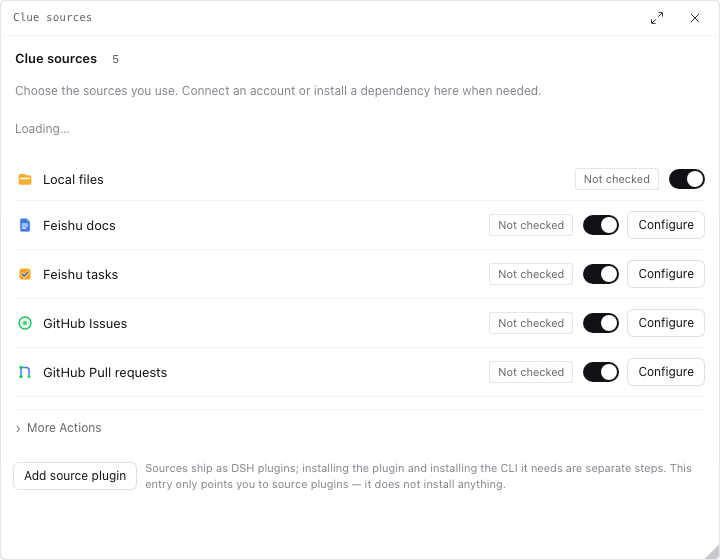 Clue sources
Clue sources 5
Choose the sources you use. Connect an account or install a dependency here when needed.
Loading...
Local files Not checked
Feishu docs Not checked Configure
Feishu tasks Not checked Configure
GitHub Issues Not checked Configure
GitHub Pull requests Not checked Configure
More Actions
Add source plugin
Sources ship as DSH plugins; installing the plugin and installing the CLI it needs are separate steps. This
entry only points you to source plugins — it does not install anything.